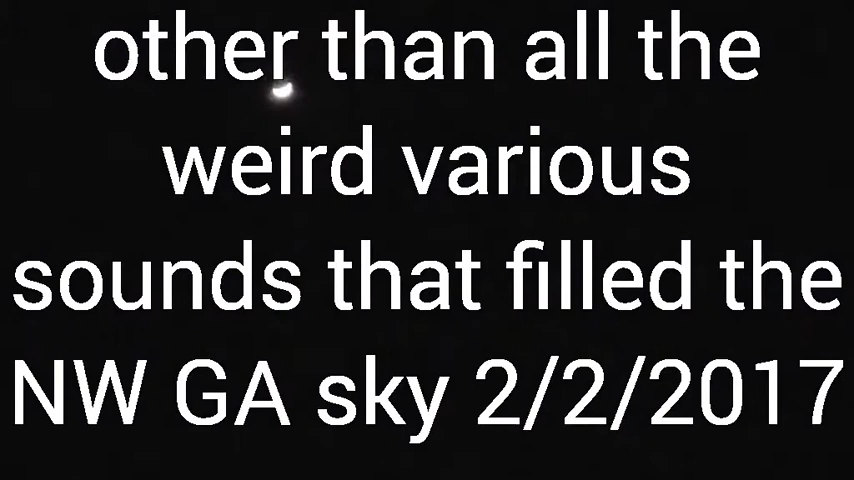 other than all the
weird various
sounds that filled the
NW GA sky 2/2/2017